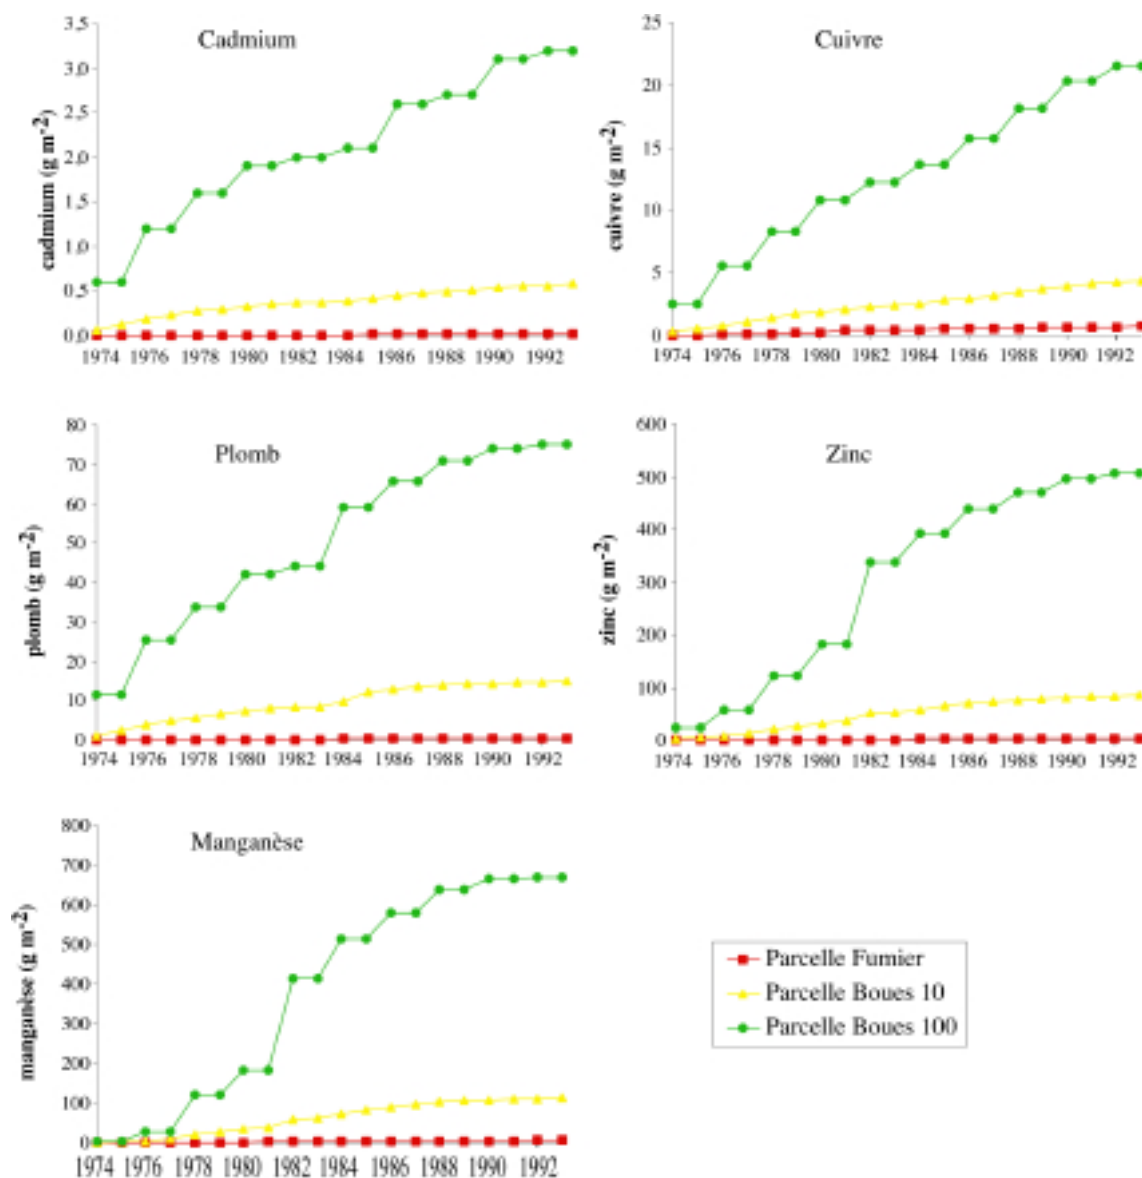 Cadmium
cadmium (g m-2)
3,5
3,0
2,5
2,0
1,5
1,0
0,5
0,0
1974 1976 1978 1980 1982 1984 1986 1988 1990 1992
Cuivre
cuivre (g m-2)
25
20
15
10
5
0
1974 1976 1978 1980 1982 1984 1986 1988 1990 1992
Plomb
plomb (g m-2)
80
70
60
50
40
30
20
10
0
1974 1976 1978 1980 1982 1984 1986 1988 1990 1992
Zinc
zinc (g m-2)
600
500
400
300
200
100
0
1974 1976 1978 1980 1982 1984 1986 1988 1990 1992
Manganèse
manganèse (g m-2)
800
700
600
500
400
300
200
100
0
1974 1976 1978 1980 1982 1984 1986 1988 1990 1992
Parcelle Fumier
Parcelle Boues 10
Parcelle Boues 100